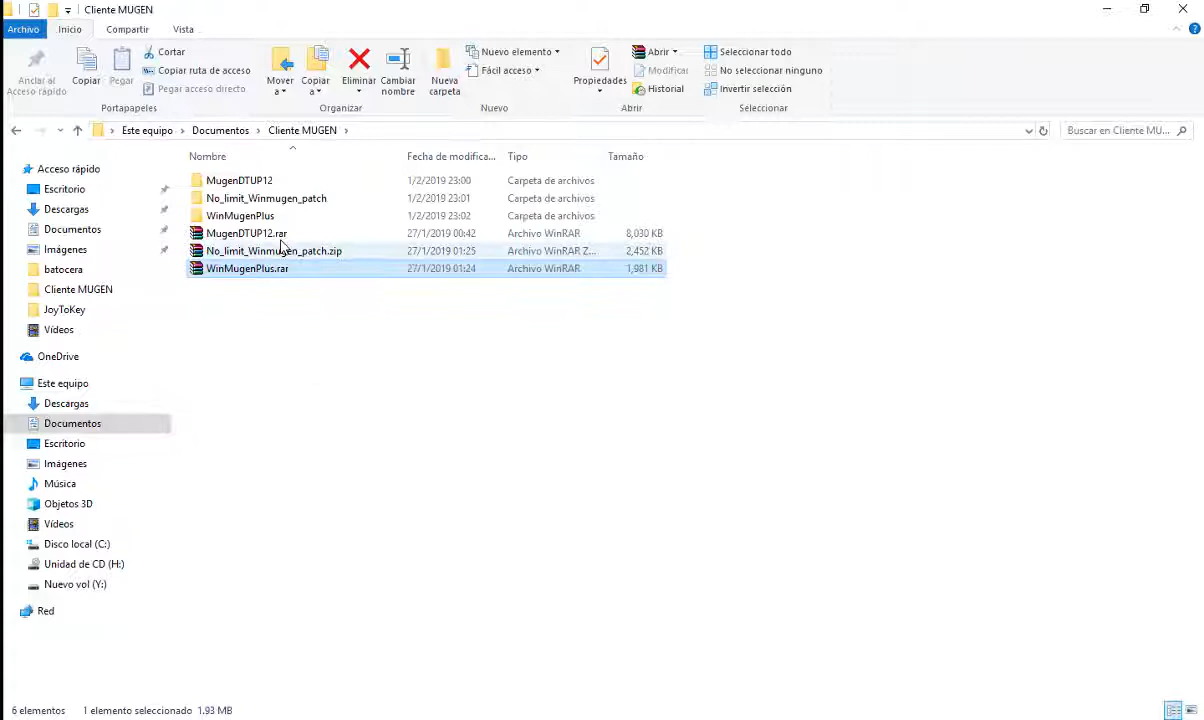 Cliente MUGEN
Archivo Inicio Compartir Vista
Anclar al Acceso rápido
Copiar
Pegar
Cortar
Copiar ruta de acceso
Pegar acceso directo
Portapapeles
Mover a
Copiar a
Eliminar
Cambiar nombre
Organizar
Nueva carpeta
Nuevo elemento
Fácil acceso
Nuevo
Propiedades
Abrir
Modificar
Historial
Abrir
Seleccionar todo
No seleccionar ninguno
Invertir selección
Seleccionar
Este equipo > Documentos > Cliente MUGEN >
Buscar en Cliente MU...
Nombre Fecha de modifica... Tipo Tamaño
MugenDTUP12 1/2/2019 23:00 Carpeta de archivos
No_limit_Winmugen_patch 1/2/2019 23:01 Carpeta de archivos
WinMugenPlus 1/2/2019 23:02 Carpeta de archivos
MugenDTUP12.rar 27/1/2019 00:42 Archivo WinRAR 8,030 KB
No_limit_Winmugen_patch.zip 27/1/2019 01:25 Archivo WinRAR Z... 2,452 KB
WinMugenPlus.rar 27/1/2019 01:24 Archivo WinRAR 1,981 KB
Acceso rápido
Escritorio
Descargas
Documentos
Imágenes
batocera
Cliente MUGEN
JoyToKey
Vídeos
OneDrive
Este equipo
Descargas
Documentos
Escritorio
Imágenes
Música
Objetos 3D
Vídeos
Disco local (C:)
Unidad de CD (H:)
Nuevo vol (Y:)
Red
6 elementos 1 elemento seleccionado 1.93 MB